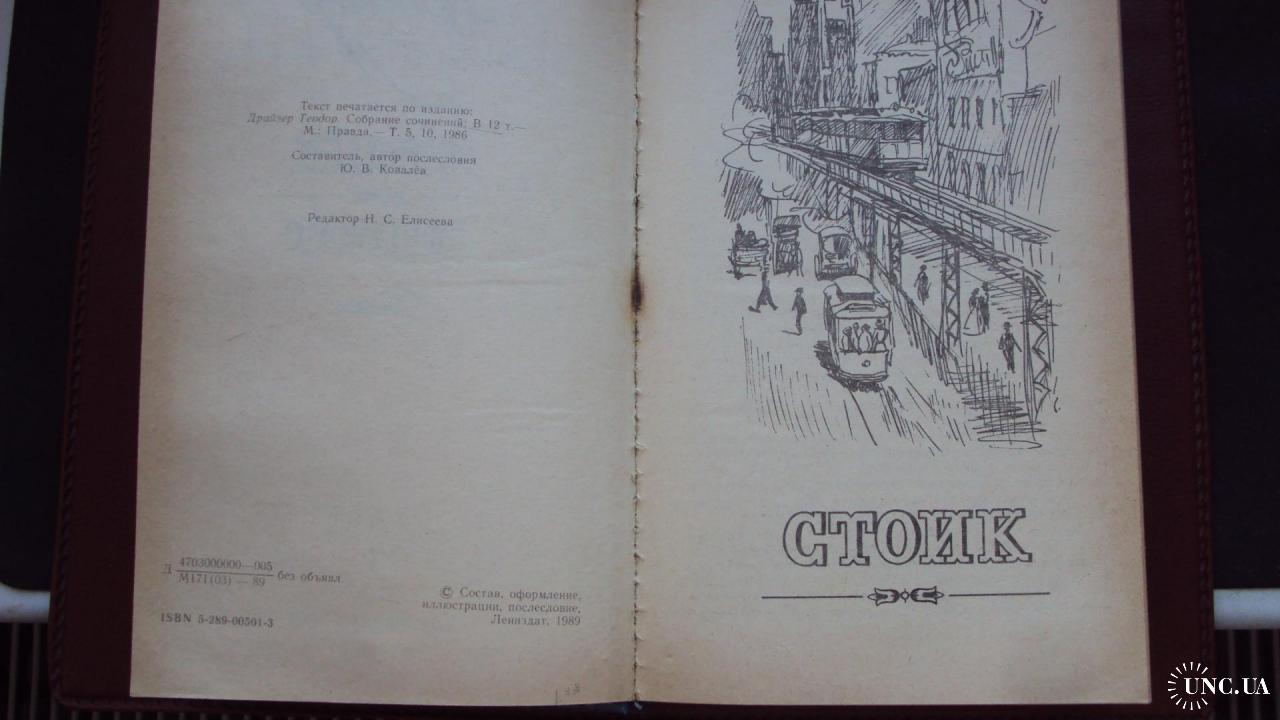 Текст печатается по изданию:
Драйзер Теодор. Собрание сочинений; В 12 т.—
М.: Правда.— Т. 5, 10, 1986
Составитель, автор послесловия
Ю. В. Ковалёв
Редактор Н. С. Елисеева
Д 4703000000—005
М171(03) — 89 без объявл.
ISBN 5-289-00501-3
© Состав, оформление,
иллюстрации, послесловие,
Лениздат, 1989
СТОИК
UNC.UA